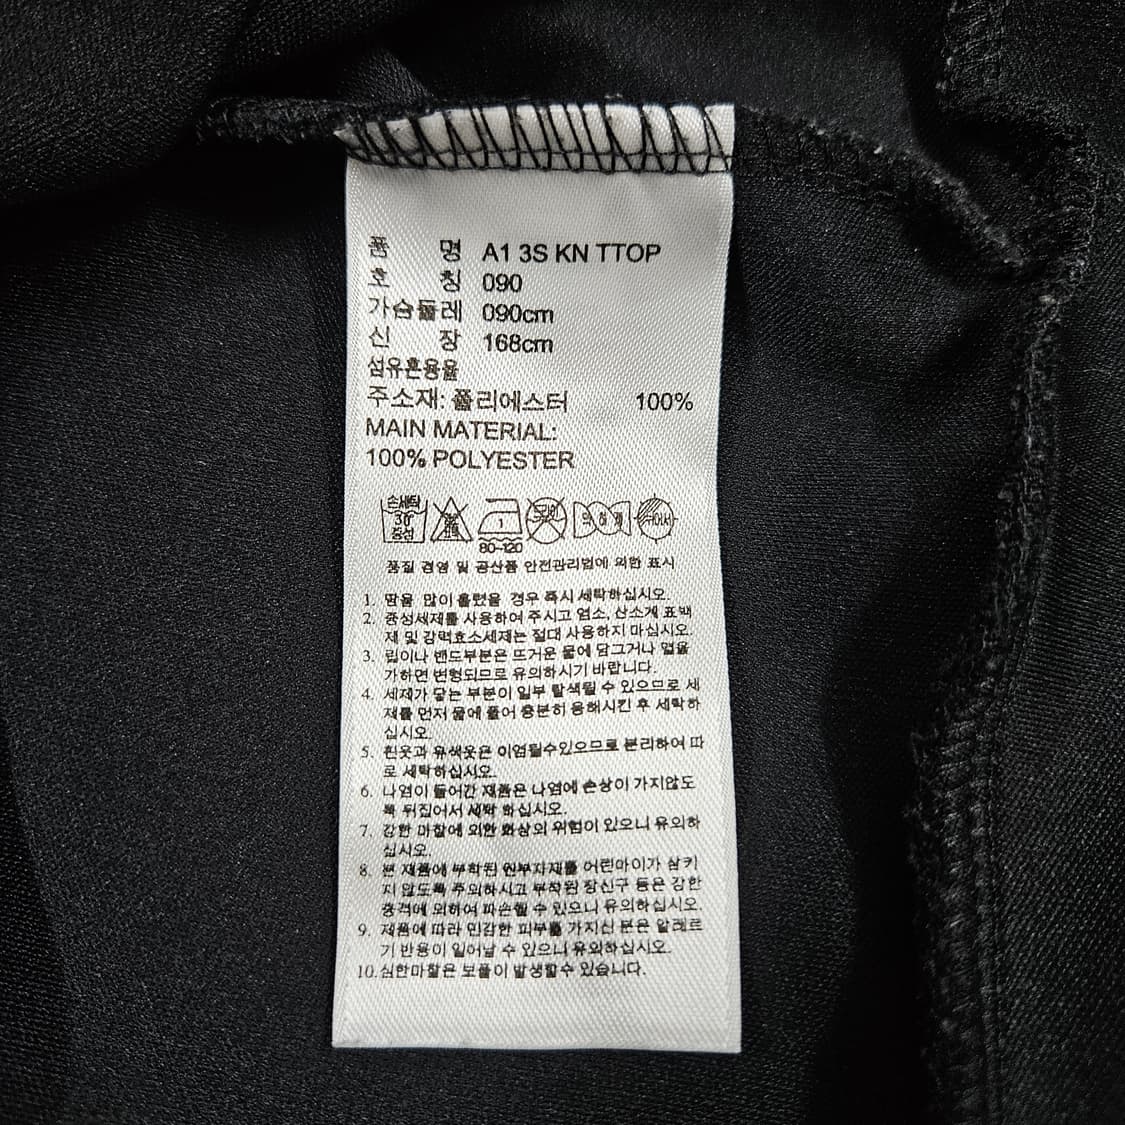 품 명 A1 3S KN TTOP
호 칭 090
가슴둘레 090cm
신 장 168cm
섬유혼용율
주소재: 폴리에스터 100%
MAIN MATERIAL:
100% POLYESTER
손세탁
30°
중성
1
80~120
품질 경영 및 공산품 안전관리법에 의한 표시
1. 땀을 많이 흘렸을 경우 즉시 세탁하십시오.
2. 중성세제를 사용하여 주시고 염소, 산소계 표백
제 및 강력효소세제는 절대 사용하지 마십시오.
3. 립이나 밴드부분은 뜨거운 물에 담그거나 열을
가하면 변형되므로 유의하시기 바랍니다.
4. 세제가 닿는 부분이 일부 탈색될 수 있으므로 세
제를 먼저 물에 풀어 충분히 용해시킨 후 세탁하
십시오.
5. 흰옷과 유색옷은 이염될수있으므로 분리하여 따
로 세탁하십시오.
6. 나염이 들어간 제품은 나염에 손상이 가지않도
록 뒤집어서 세탁 하십시오.
7. 강한 마찰에 의한 화상의 위험이 있으니 유의하
십시오.
8. 본 제품에 부착된 원부자재를 어린아이가 삼키
지 않도록 주의하시고 부착된 장신구 등은 강한
충격에 의하여 파손될 수 있으니 유의하십시오.
9. 제품에 따라 민감한 피부를 가지신 분은 알레르
기 반응이 일어날 수 있으니 유의하십시오.
10.심한마찰은 보풀이 발생할수 있습니다.